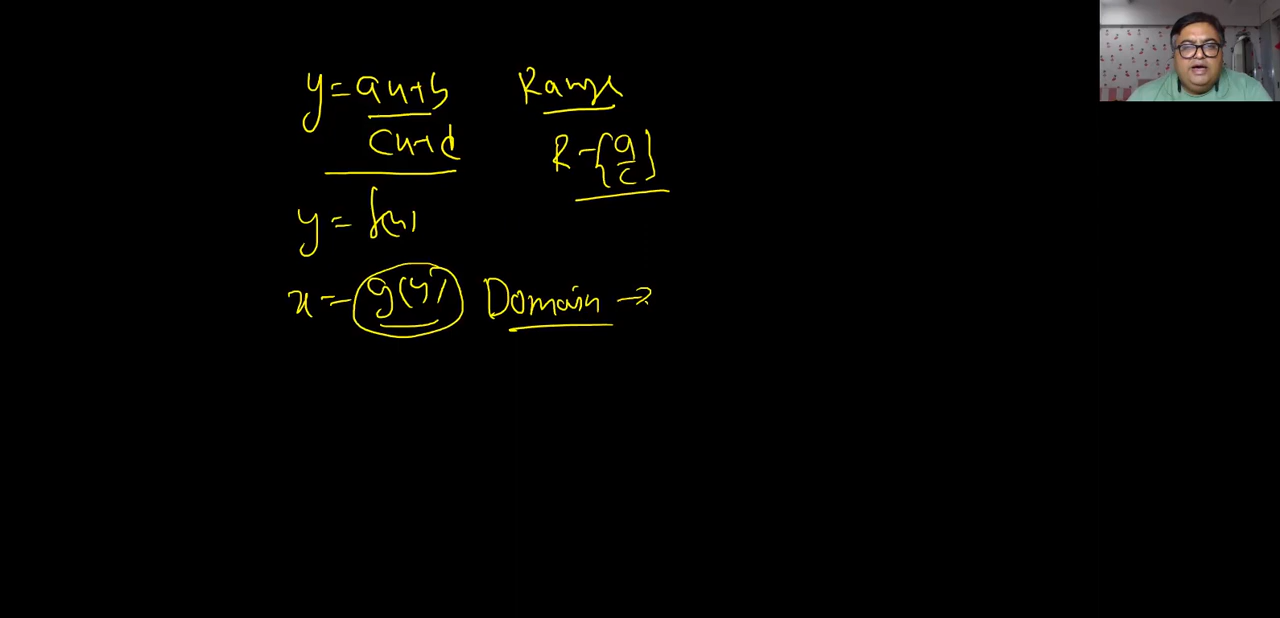 y = ax+b Range
cx+d R-{a/c}
y = f(x)
x = g(y) Domain →